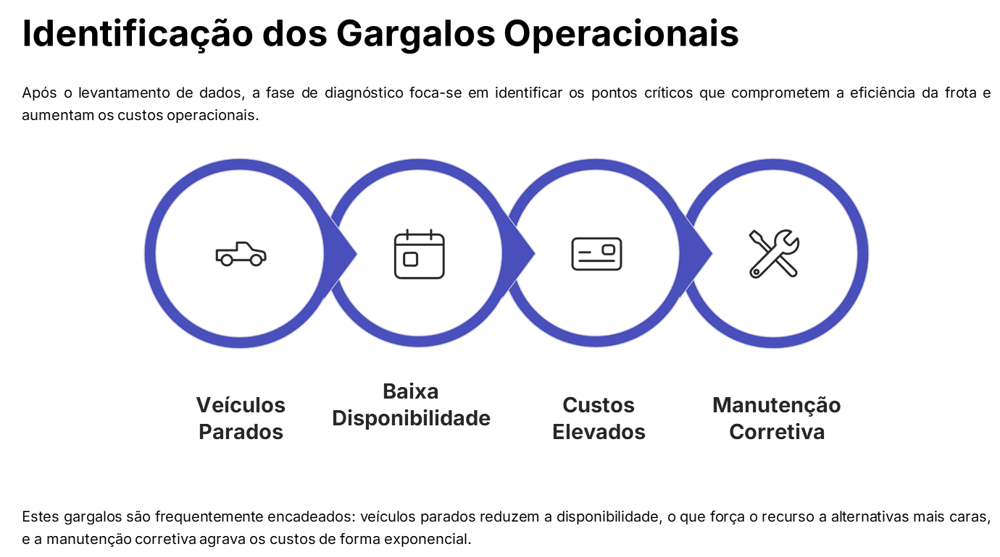 Identificação dos Gargalos Operacionais
Após o levantamento de dados, a fase de diagnóstico foca-se em identificar os pontos críticos que comprometem a eficiência da frota e
aumentam os custos operacionais.
Veículos
Parados
Baixa
Disponibilidade
Custos
Elevados
Manutenção
Corretiva
Estes gargalos são frequentemente encadeados: veículos parados reduzem a disponibilidade, o que força o recurso a alternativas mais caras,
e a manutenção corretiva agrava os custos de forma exponencial.